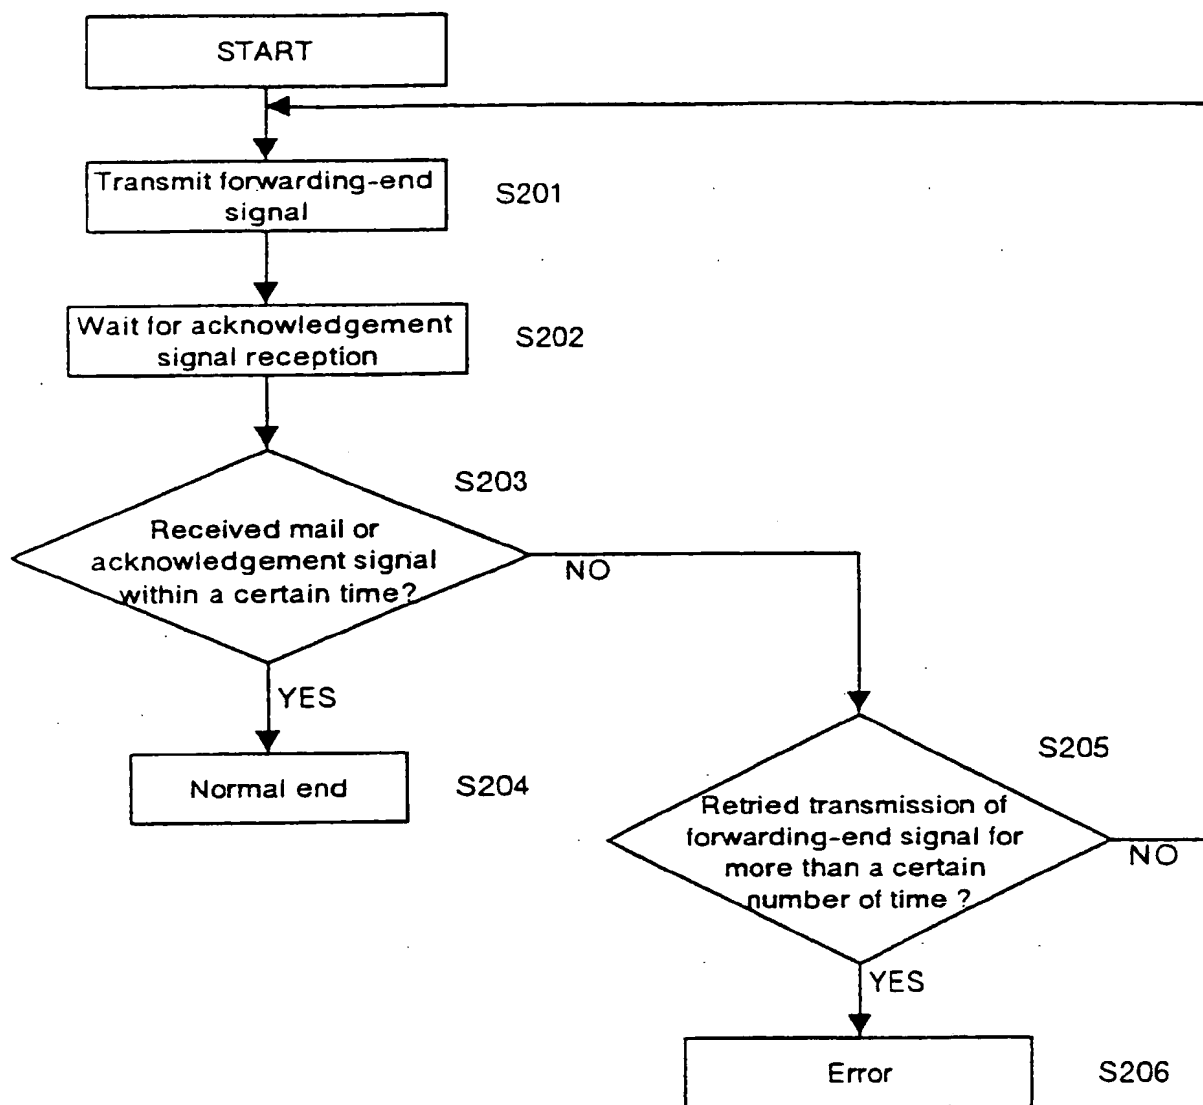 START
Transmit forwarding-end
signal
S201
Wait for acknowledgement
signal reception
S202
S203
Received mail or
acknowledgement signal
within a certain time?
NO
YES
Normal end
S204
S205
Retried transmission of
forwarding-end signal for
more than a certain
number of time ?
NO
YES
Error
S206